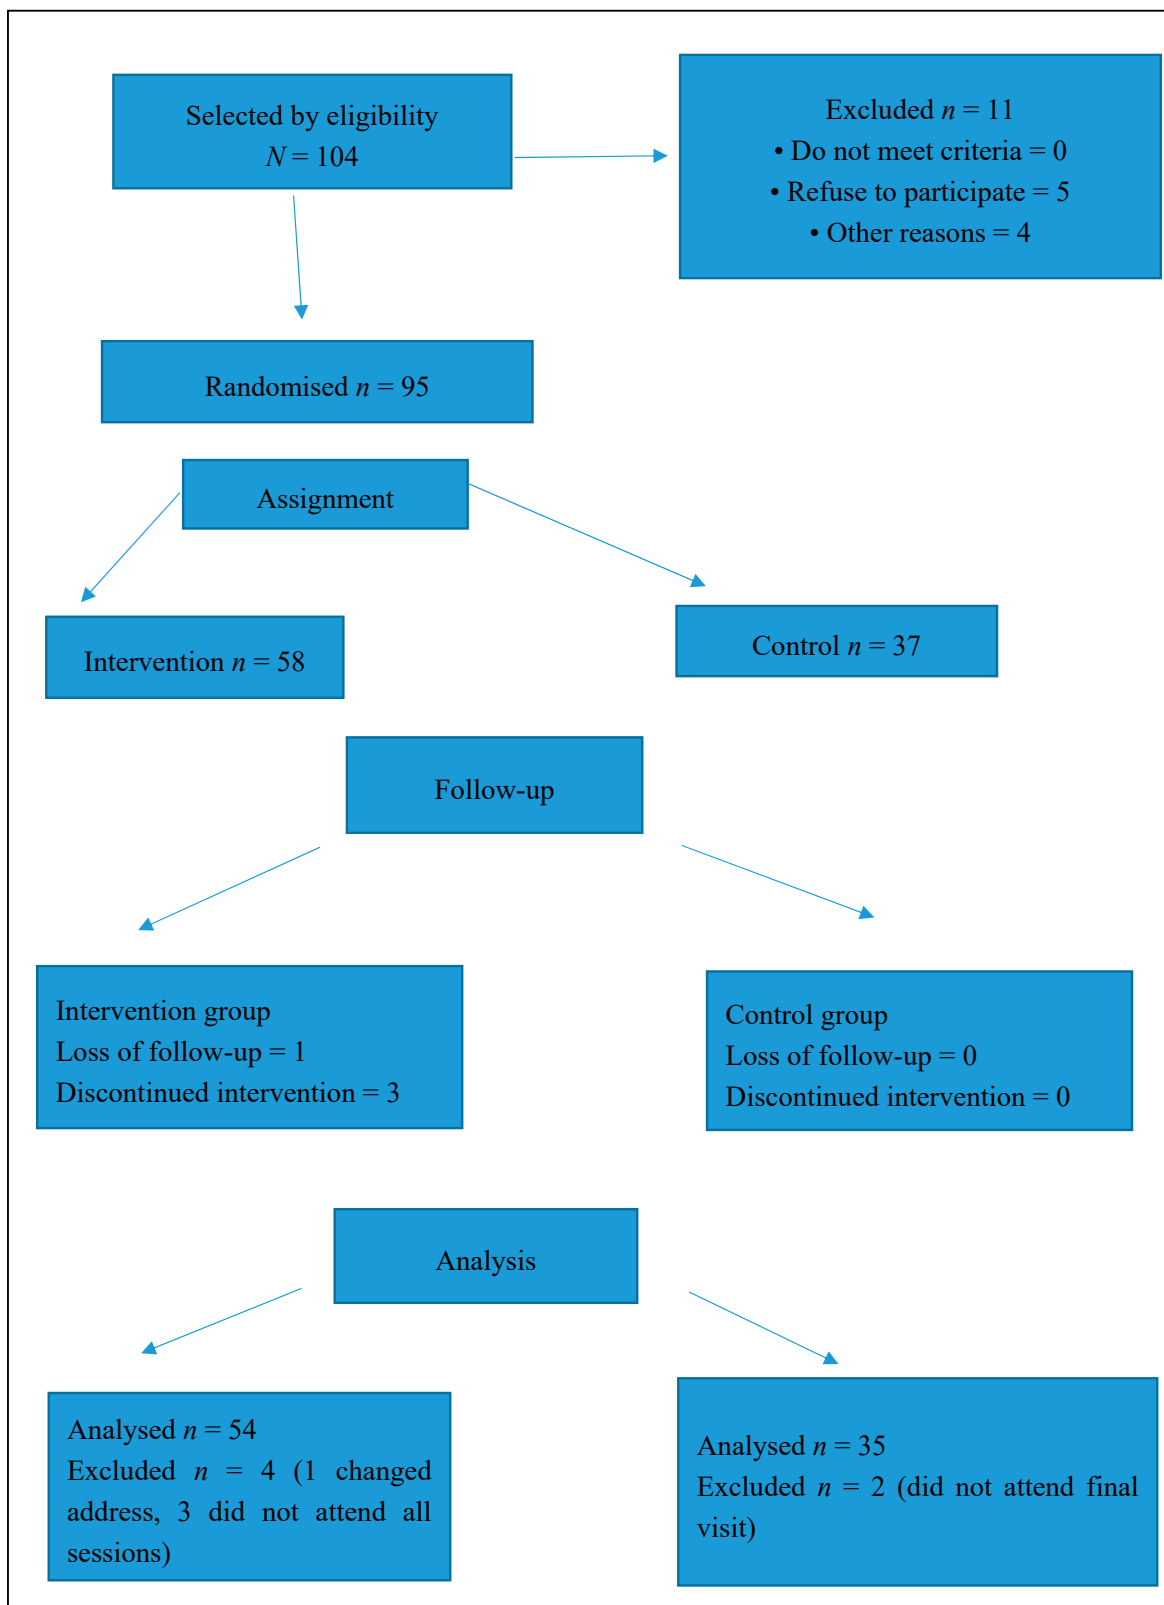 Selected by eligibility
N = 104
Excluded n = 11
• Do not meet criteria = 0
• Refuse to participate = 5
• Other reasons = 4
Randomised n = 95
Assignment
Intervention n = 58
Control n = 37
Follow-up
Intervention group
Loss of follow-up = 1
Discontinued intervention = 3
Control group
Loss of follow-up = 0
Discontinued intervention = 0
Analysis
Analysed n = 54
Excluded n = 4 (1 changed
address, 3 did not attend all
sessions)
Analysed n = 35
Excluded n = 2 (did not attend final
visit)